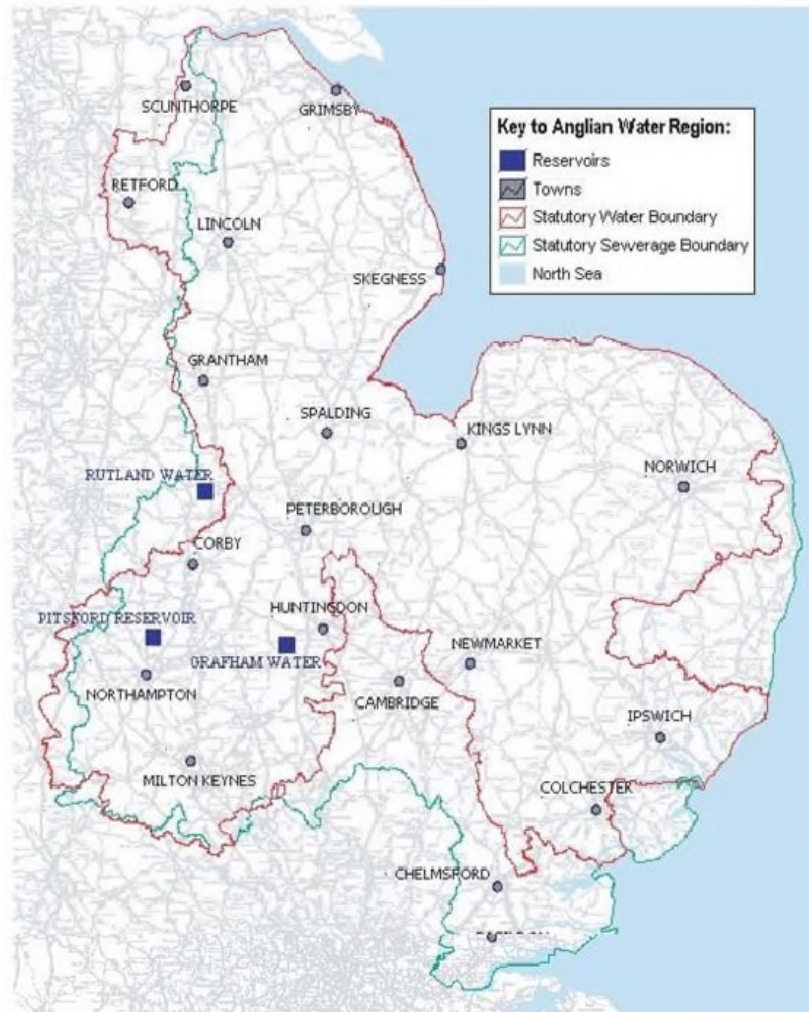 SCUNTHORPE
GRIMSBY
Key to Anglian Water Region:
Reservoirs
Towns
Statutory Water Boundary
Statutory Sewerage Boundary
North Sea
RETFORD
LINCOLN
SKEGNESS
GRANTHAM
SPALDING
KINGS LYNN
RUTLAND WATER
NORWICH
PETERBOROUGH
CORBY
HUNTINGDON
PITSFORD RESERVOIR
GRAFHAM WATER
NEWMARKET
NORTHAMPTON
CAMBRIDGE
IPSWICH
MILTON KEYNES
COLCHESTER
CHELMSFORD